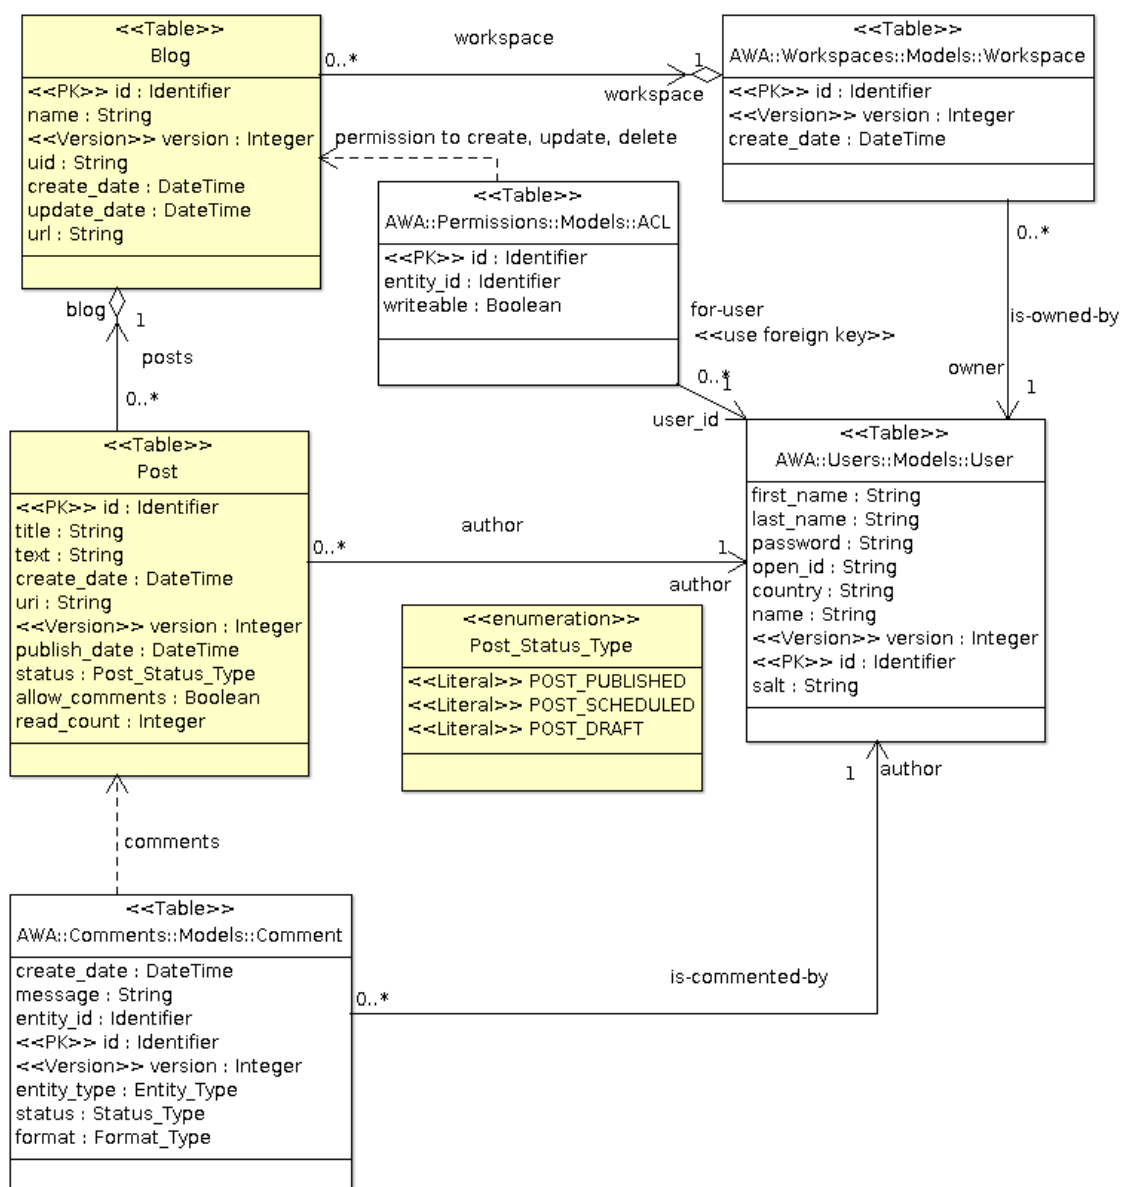 <<Table>>
Blog
<<PK>> id : Identifier
name : String
<<Version>> version : Integer
uid : String
create_date : DateTime
update_date : DateTime
url : String
workspace
0..*
1
workspace
<<Table>>
AWA::Workspaces::Models::Workspace
<<PK>> id : Identifier
<<Version>> version : Integer
create_date : DateTime
permission to create, update, delete
<<Table>>
AWA::Permissions::Models::ACL
<<PK>> id : Identifier
entity_id : Identifier
writeable : Boolean
for-user
<<use foreign key>>
0..*
1
user_id
0..*
is-owned-by
owner
1
blog
1
posts
0..*
<<Table>>
Post
<<PK>> id : Identifier
title : String
text : String
create_date : DateTime
uri : String
<<Version>> version : Integer
publish_date : DateTime
status : Post_Status_Type
allow_comments : Boolean
read_count : Integer
author
0..*
1
author
<<Table>>
AWA::Users::Models::User
first_name : String
last_name : String
password : String
open_id : String
country : String
name : String
<<Version>> version : Integer
<<PK>> id : Identifier
salt : String
<<enumeration>>
Post_Status_Type
<<Literal>> POST_PUBLISHED
<<Literal>> POST_SCHEDULED
<<Literal>> POST_DRAFT
1
author
comments
<<Table>>
AWA::Comments::Models::Comment
create_date : DateTime
message : String
entity_id : Identifier
<<PK>> id : Identifier
<<Version>> version : Integer
entity_type : Entity_Type
status : Status_Type
format : Format_Type
is-commented-by
0..*